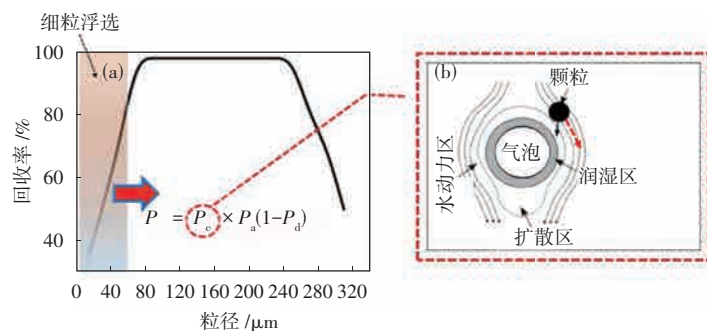 细粒浮选
100
80
60
40
回收率 /%
(a)
P = Pc × Pa(1−Pd)
0 40 80 120 160 200 240 280 320
粒径 /μm
(b)
颗粒
气泡
水动力区
润湿区
扩散区